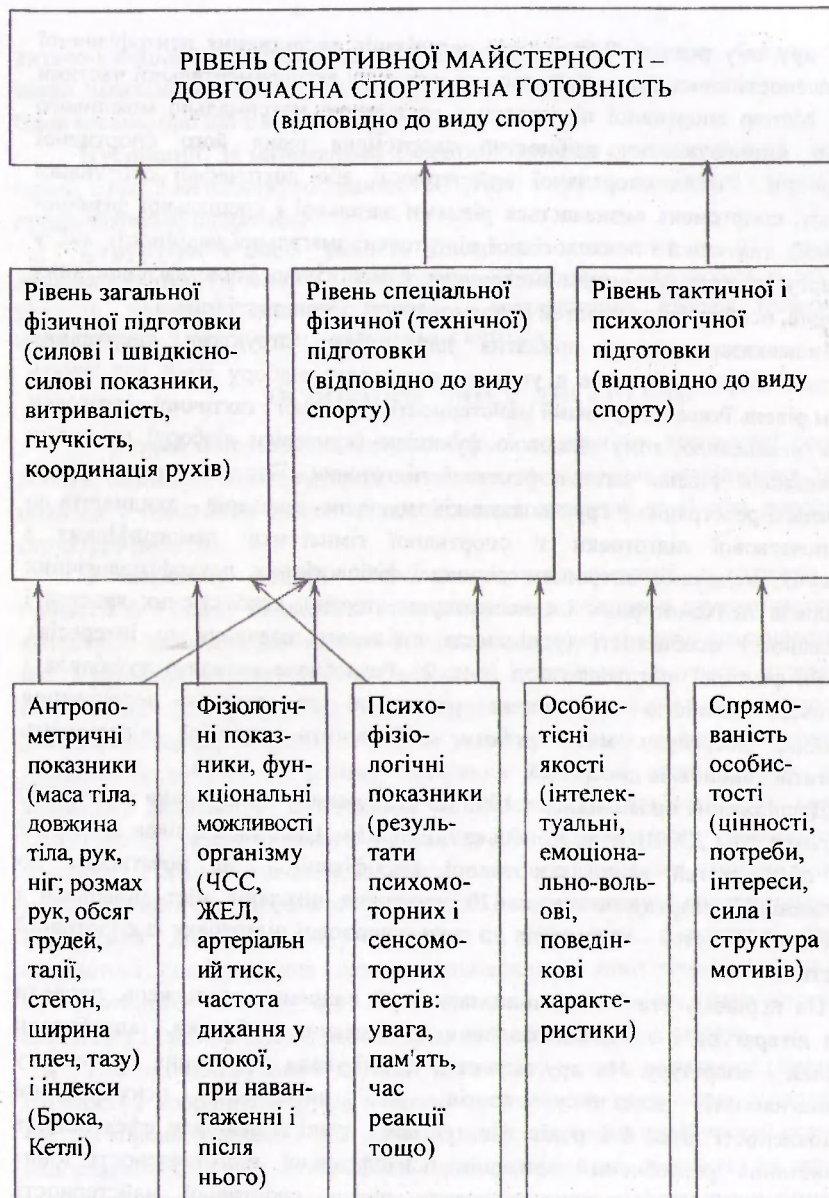 РІВЕНЬ СПОРТИВНОЇ МАЙСТЕРНОСТІ –
ДОВГОЧАСНА СПОРТИВНА ГОТОВНІСТЬ
(відповідно до виду спорту)
Рівень загальної
фізичної підготовки
(силові і швидкісно-
силові показники,
витривалість,
гнучкість,
координація рухів)
Рівень спеціальної
фізичної (технічної)
підготовки
(відповідно до виду
спорту)
Рівень тактичної і
психологічної
підготовки
(відповідно до виду
спорту)
Антропо-
метричні
показники
(маса тіла,
довжина
тіла, рук,
ніг; розмах
рук, обсяг
грудей,
талії,
стегон,
ширина
плеч, тазу)
і індекси
(Брока,
Кетлі)
Фізіологіч-
ні показ-
ники, фун-
кціональні
можливості
організму
(ЧСС,
ЖЕЛ,
артеріаль-
ний тиск,
частота
дихання у
спокої,
при наван-
таженні і
після
нього)
Психо-
фізіо-
логічні
показники
(резуль-
тати
психомо-
торних і
сенсомо-
торних
тестів:
увага,
пам'ять,
час
реакції
тощо)
Особис-
тісні
якості
(інтелек-
туальні,
емоціона-
льно-воль-
ові,
поведін-
кові
характе-
ристики)
Спрямо-
ваність
особис-
тості
(цінності,
потреби,
інтереси,
сила і
структура
мотивів)